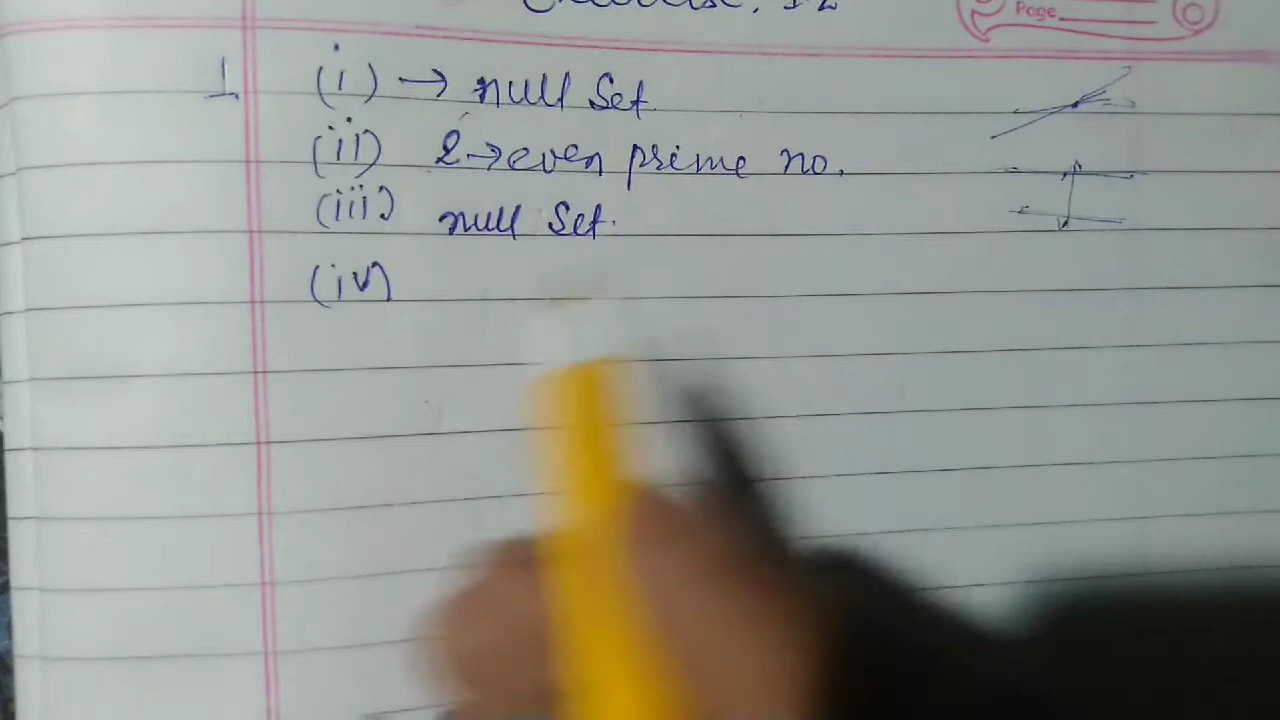 Page
1 (i) → null Set
(ii) 2→even prime no.
(iii) null Set.
(iv)